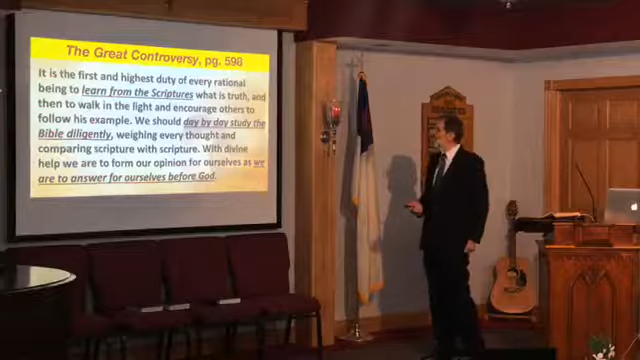 The Great Controversy, pg. 598
It is the first and highest duty of every rational
being to learn from the Scriptures what is truth, and
then to walk in the light and encourage others to
follow his example. We should day by day study the
Bible diligently, weighing every thought and
comparing scripture with scripture. With divine
help we are to form our opinion for ourselves as we
are to answer for ourselves before God.